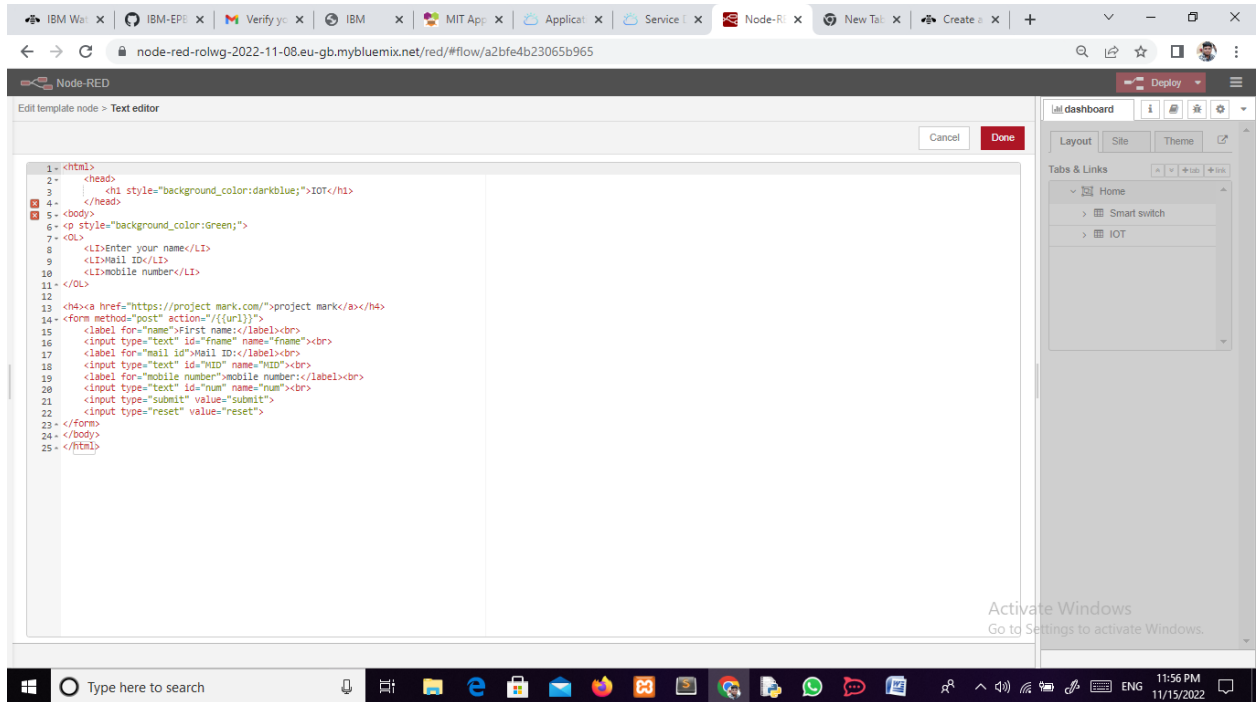 IBM Wat
IBM-EPB
Verify yo
IBM
MIT App
Applicat
Service D
Node-RE
New Tab
Create a
node-red-rolwg-2022-11-08.eu-gb.mybluemix.net/red/#flow/a2bfe4b23065b965
Node-RED
Deploy
Edit template node > Text editor
dashboard
Cancel
Done
Layout
Site
Theme
Tabs & Links
+tab
+link
Home
Smart switch
IOT
1 <html>
2 <head>
3 <h1 style="background_color:darkblue;">IOT</h1>
4 </head>
5 <body>
6 <p style="background_color:Green;">
7 <OL>
8 <LI>Enter your name</LI>
9 <LI>Mail ID</LI>
10 <LI>mobile number</LI>
11 </OL>
12
13 <h4><a href="https://project mark.com/">project mark</a></h4>
14 <form method="post" action="/{{url}}">
15 <label for="name">First name:</label><br>
16 <input type="text" id="fname" name="fname"><br>
17 <label for="mail id">Mail ID:</label><br>
18 <input type="text" id="MID" name="MID"><br>
19 <label for="mobile number">mobile number:</label><br>
20 <input type="text" id="num" name="num"><br>
21 <input type="submit" value="submit">
22 <input type="reset" value="reset">
23 </form>
24 </body>
25 </html>
Activate Windows
Go to Settings to activate Windows.
Type here to search
ENG
11:56 PM
11/15/2022